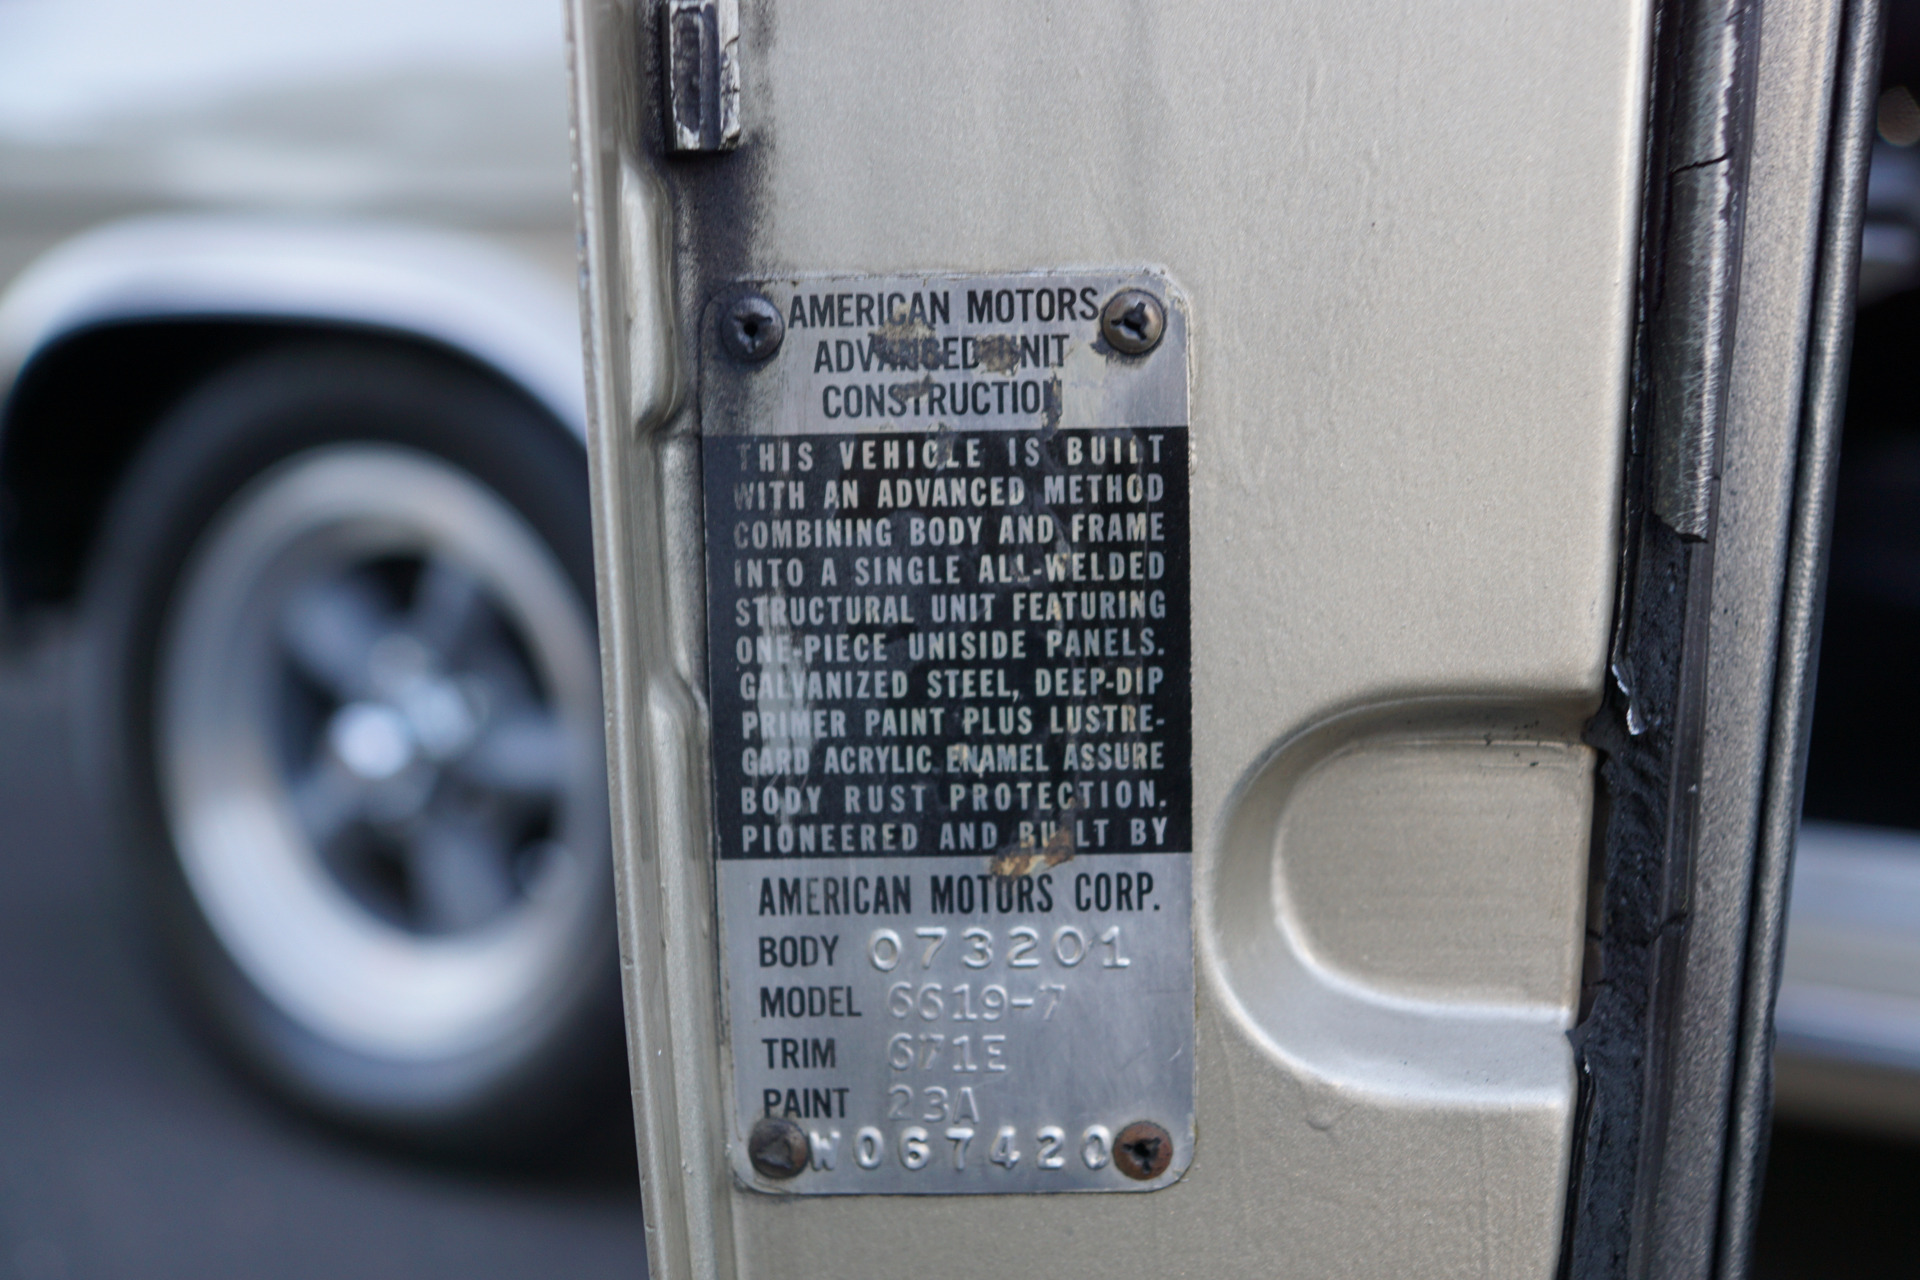 AMERICAN MOTORS
ADVANCED UNIT
CONSTRUCTION
THIS VEHICLE IS BUILT
WITH AN ADVANCED METHOD
COMBINING BODY AND FRAME
INTO A SINGLE ALL-WELDED
STRUCTURAL UNIT FEATURING
ONE-PIECE UNISIDE PANELS.
GALVANIZED STEEL, DEEP-DIP
PRIMER PAINT PLUS LUSTRE-
GARD ACRYLIC ENAMEL ASSURE
BODY RUST PROTECTION.
PIONEERED AND BUILT BY
AMERICAN MOTORS CORP.
BODY 073201
MODEL 6619-7
TRIM 671E
PAINT 23A
W067420